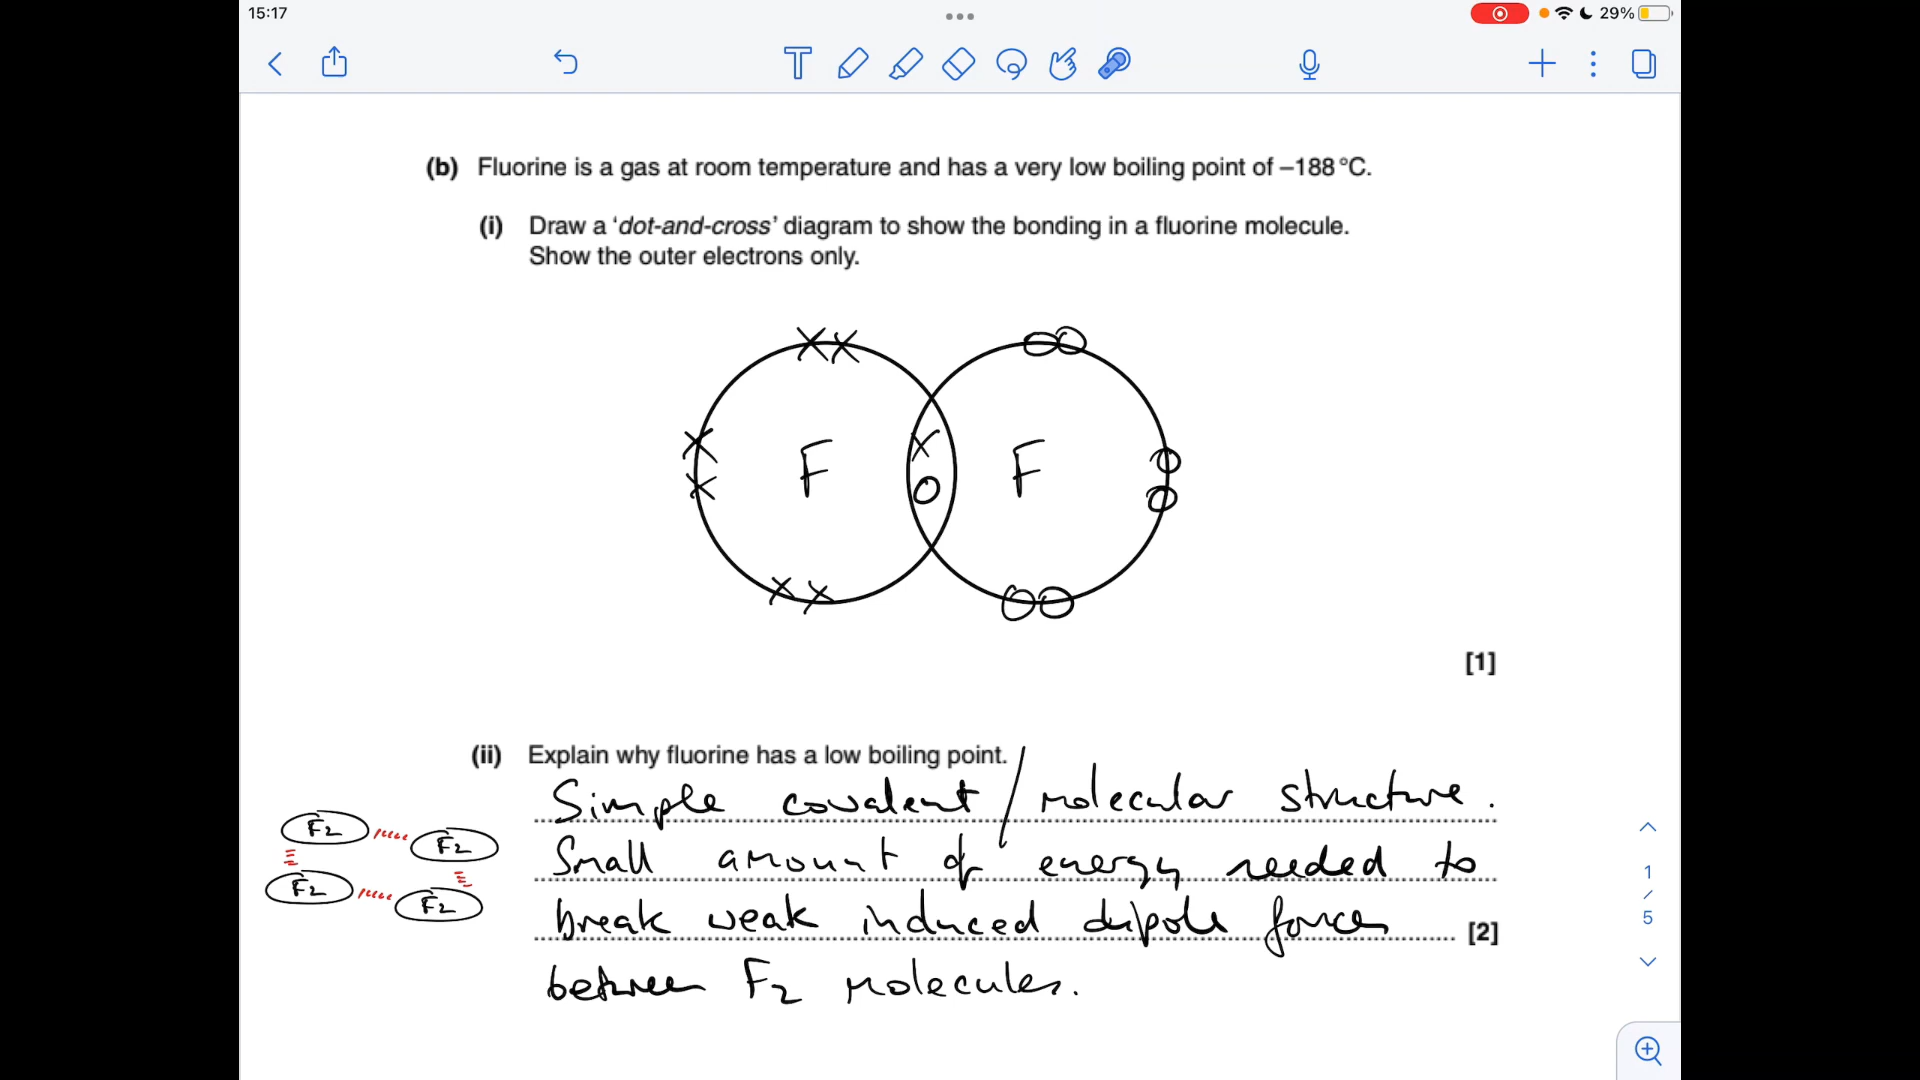 15:17
29%
(b) Fluorine is a gas at room temperature and has a very low boiling point of –188 °C.
(i) Draw a ‘dot-and-cross’ diagram to show the bonding in a fluorine molecule.
Show the outer electrons only.
F F
[1]
(ii) Explain why fluorine has a low boiling point.
Simple covalent / molecular structure.
Small amount of energy needed to
break weak induced dipole forces [2]
between F2 molecules.
F2 F2
F2 F2
1
/
5